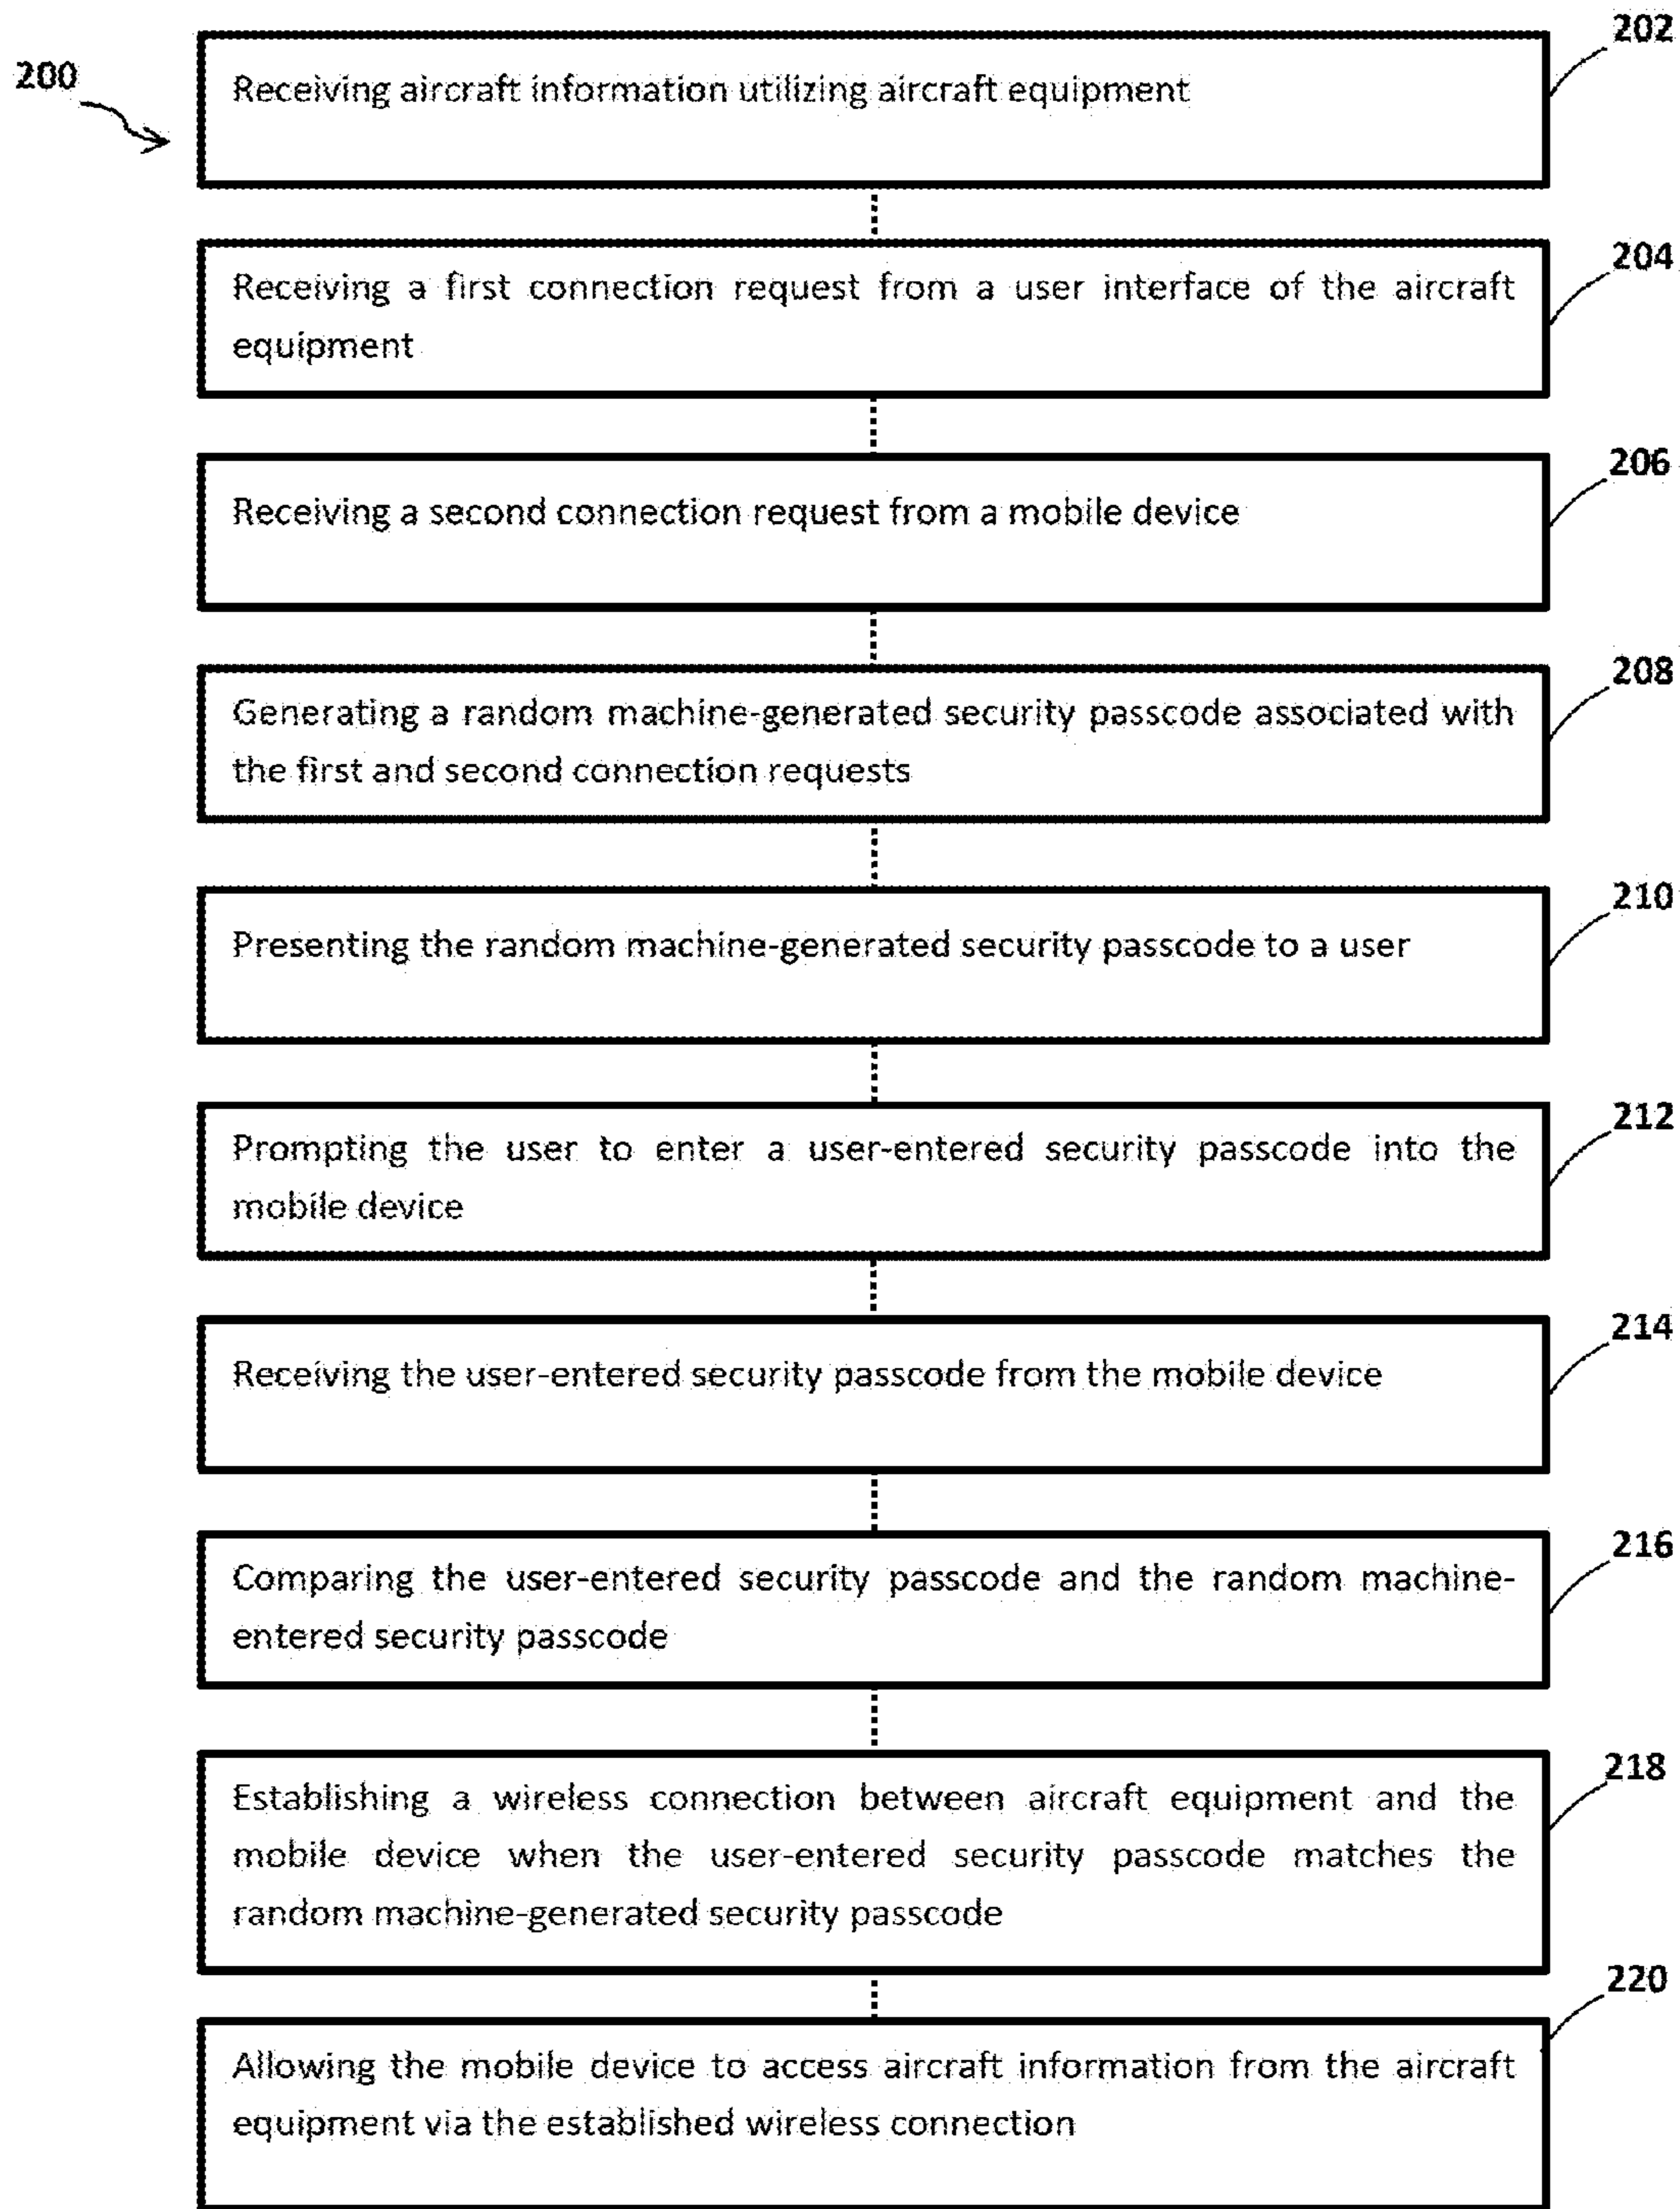 202
200
Receiving aircraft information utilizing aircraft equipment
204
Receiving a first connection request from a user interface of the aircraft
equipment
206
Receiving a second connection request from a mobile device
208
Generating a random machine-generated security passcode associated with
the first and second connection requests
210
Presenting the random machine-generated security passcode to a user
212
Prompting the user to enter a user-entered security passcode into the
mobile device
214
Receiving the user-entered security passcode from the mobile device
216
Comparing the user-entered security passcode and the random machine-
entered security passcode
218
Establishing a wireless connection between aircraft equipment and the
mobile device when the user-entered security passcode matches the
random machine-generated security passcode
220
Allowing the mobile device to access aircraft information from the aircraft
equipment via the established wireless connection